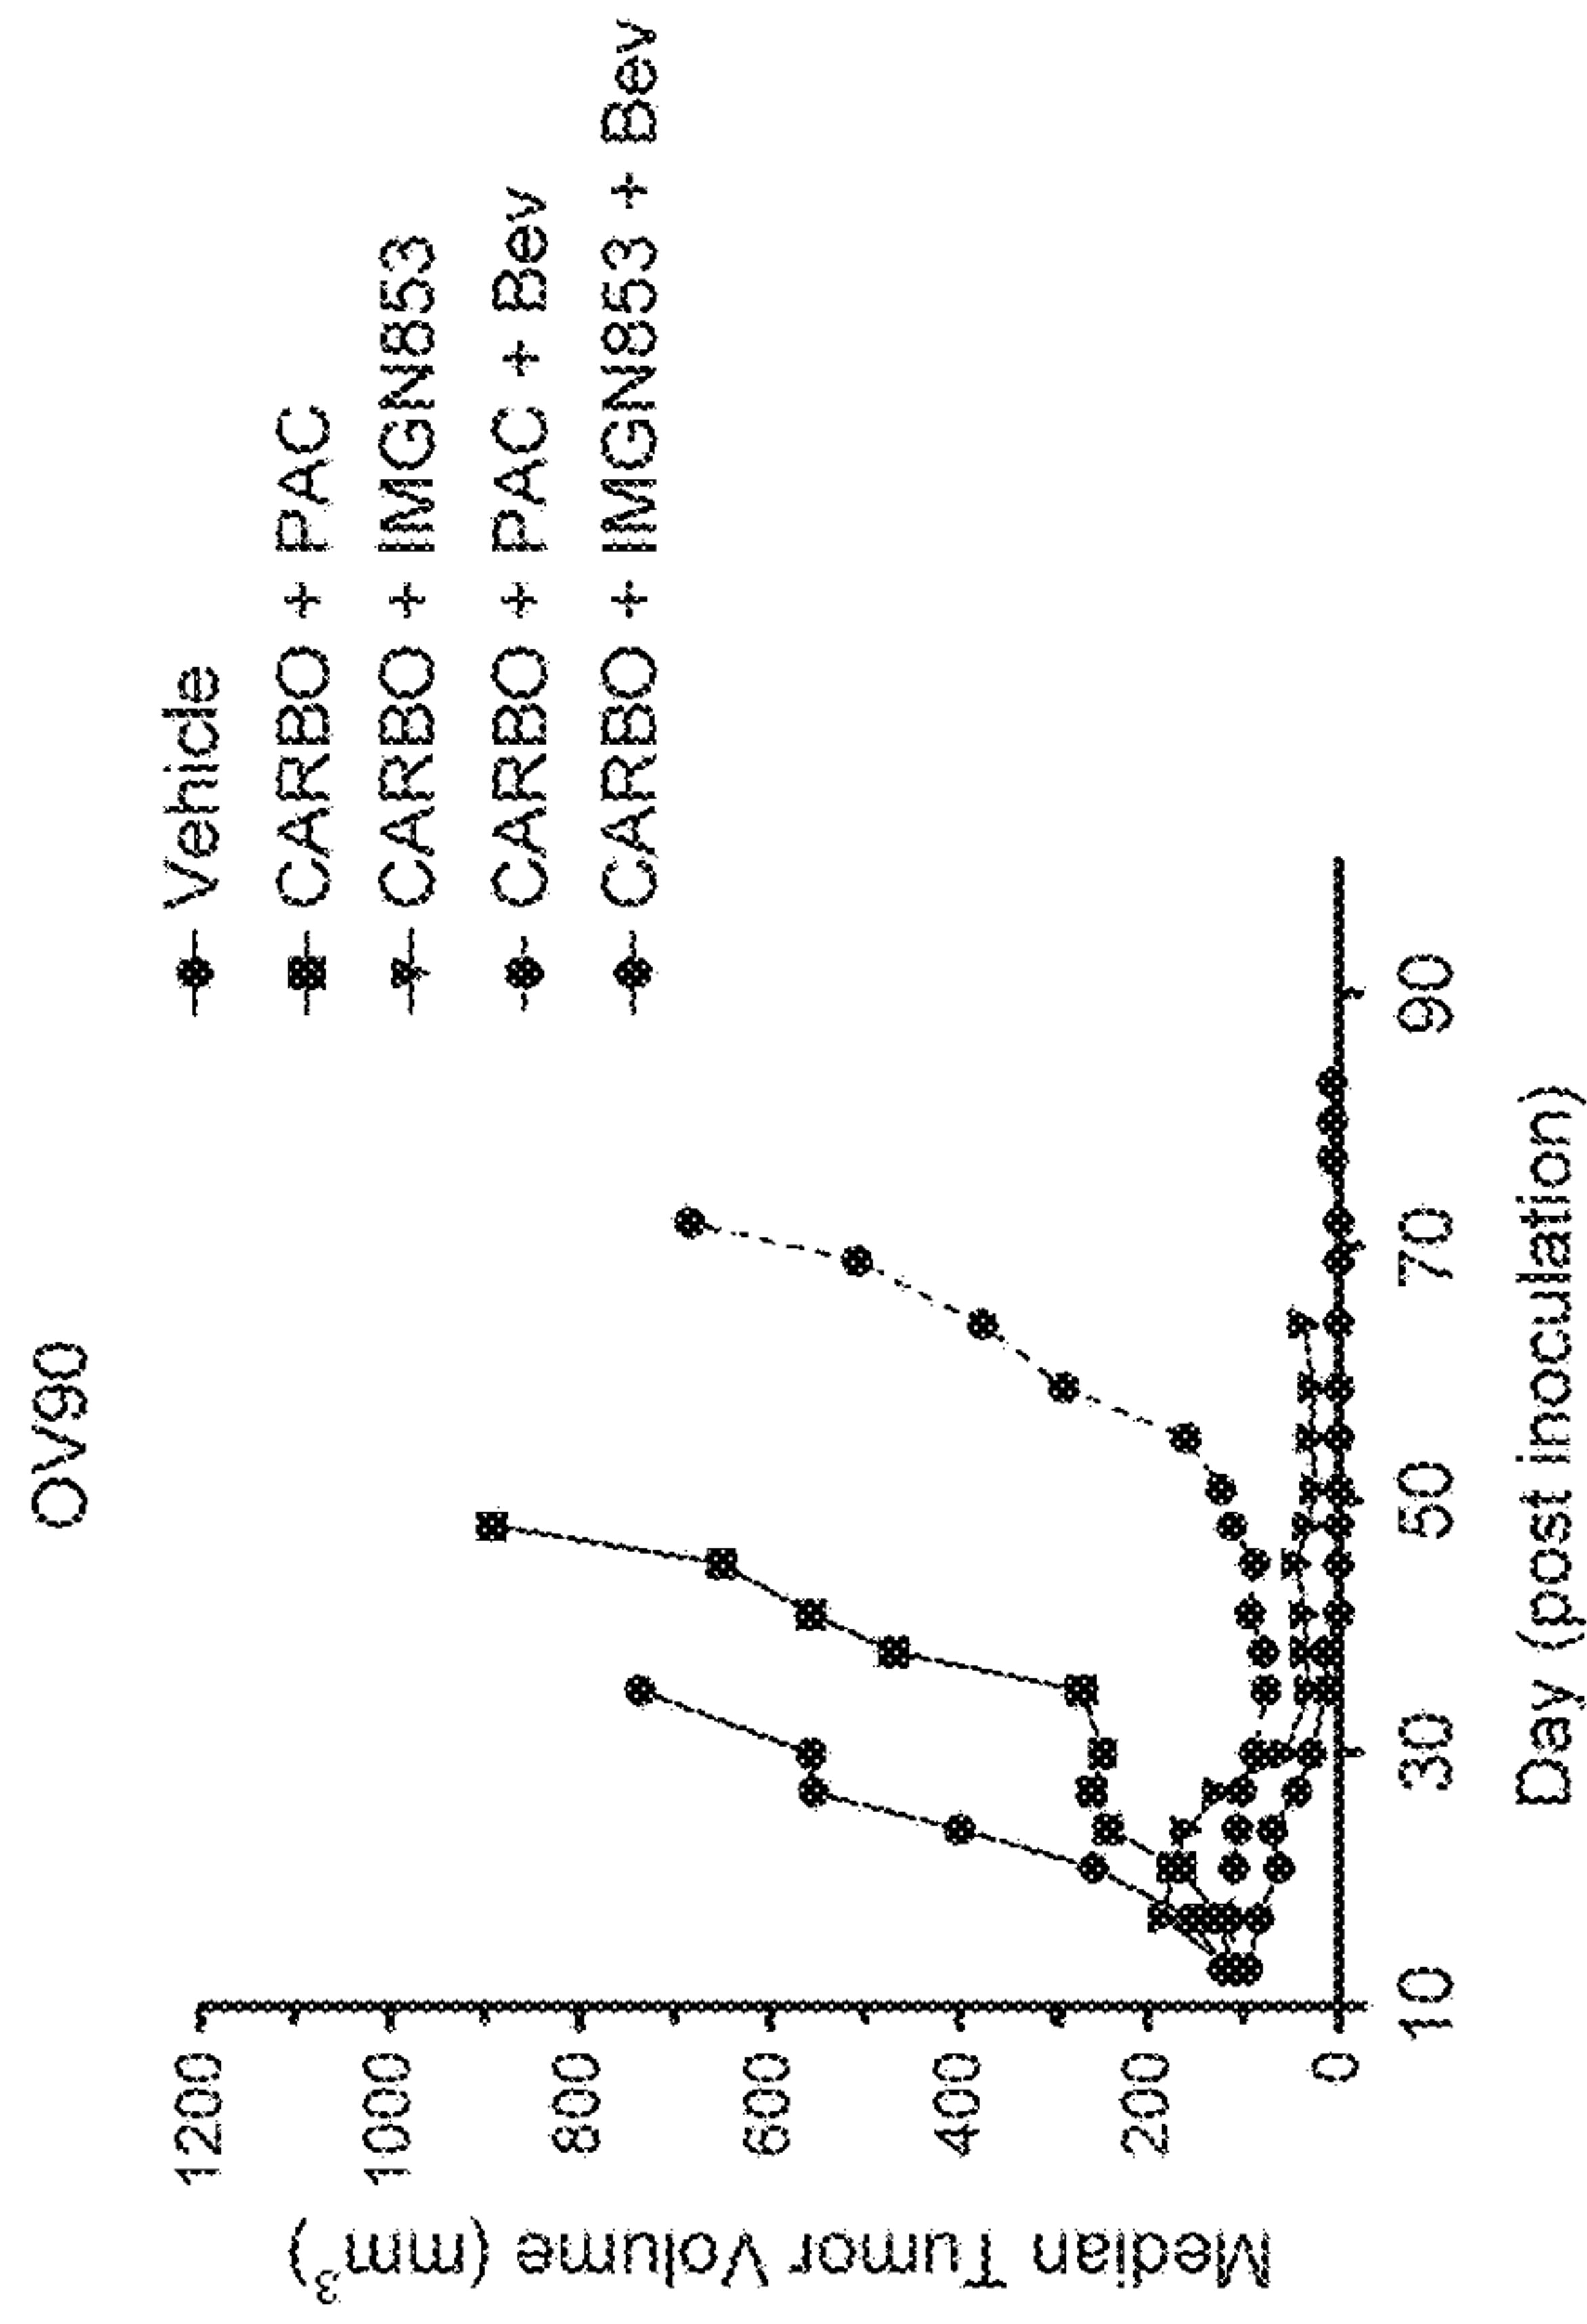 OV90
Vehicle
CARBO + PAC
CARBO + IMGN853
CARBO + PAC + Bev
CARBO + IMGN853 + Bev
Median Tumor Volume (mm³)
1200
1000
800
600
400
200
0
10
30
50
70
90
Day (post inoculation)